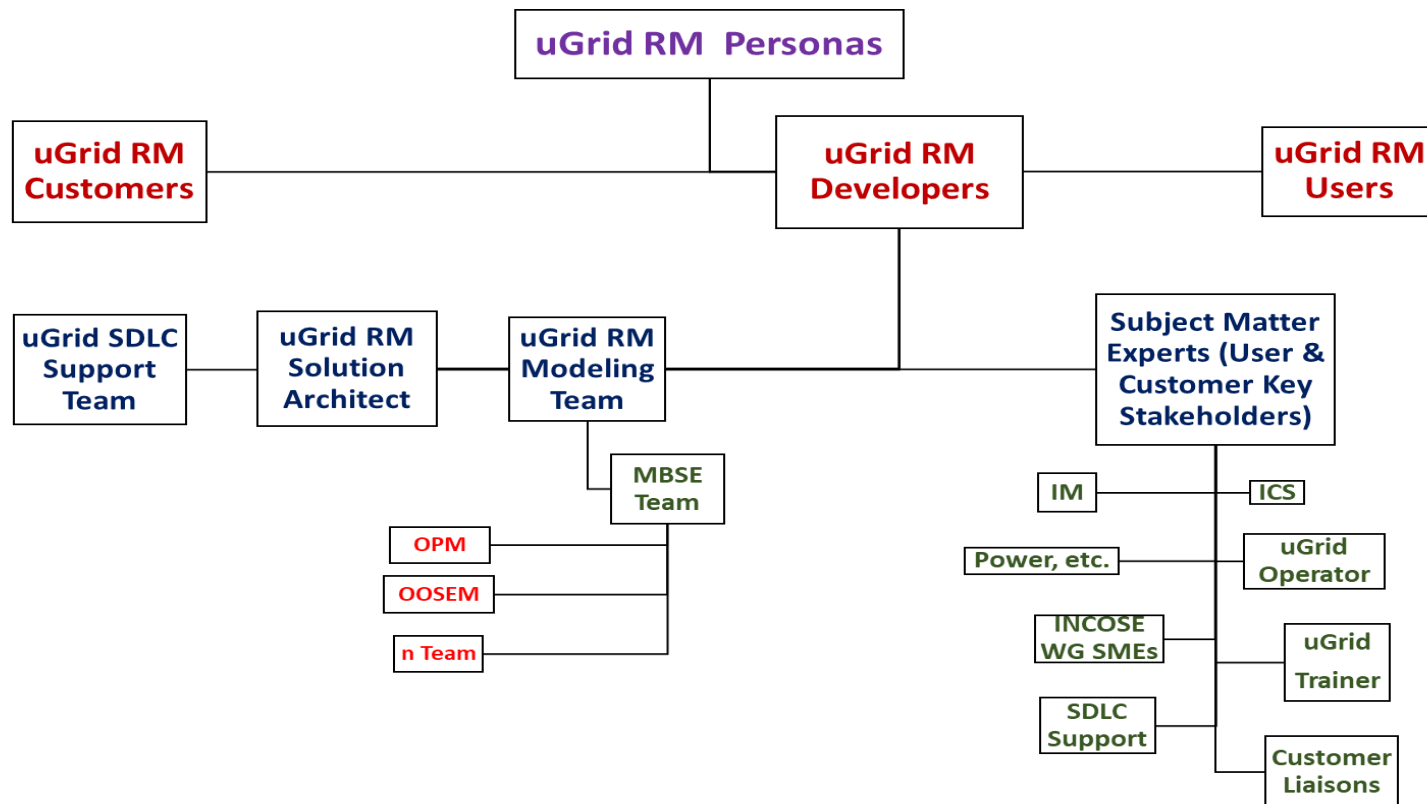 uGrid RM  Personas
uGrid RM
Customers
uGrid RM
Developers
uGrid RM
Users
uGrid SDLC
Support
Team
uGrid RM
Solution
Architect
uGrid RM
Modeling
Team
Subject Matter
Experts (User &
Customer Key
Stakeholders)
MBSE
Team
OPM
OOSEM
n Team
IM
ICS
Power, etc.
uGrid
Operator
INCOSE
WG SMEs
uGrid
Trainer
SDLC
Support
Customer
Liaisons